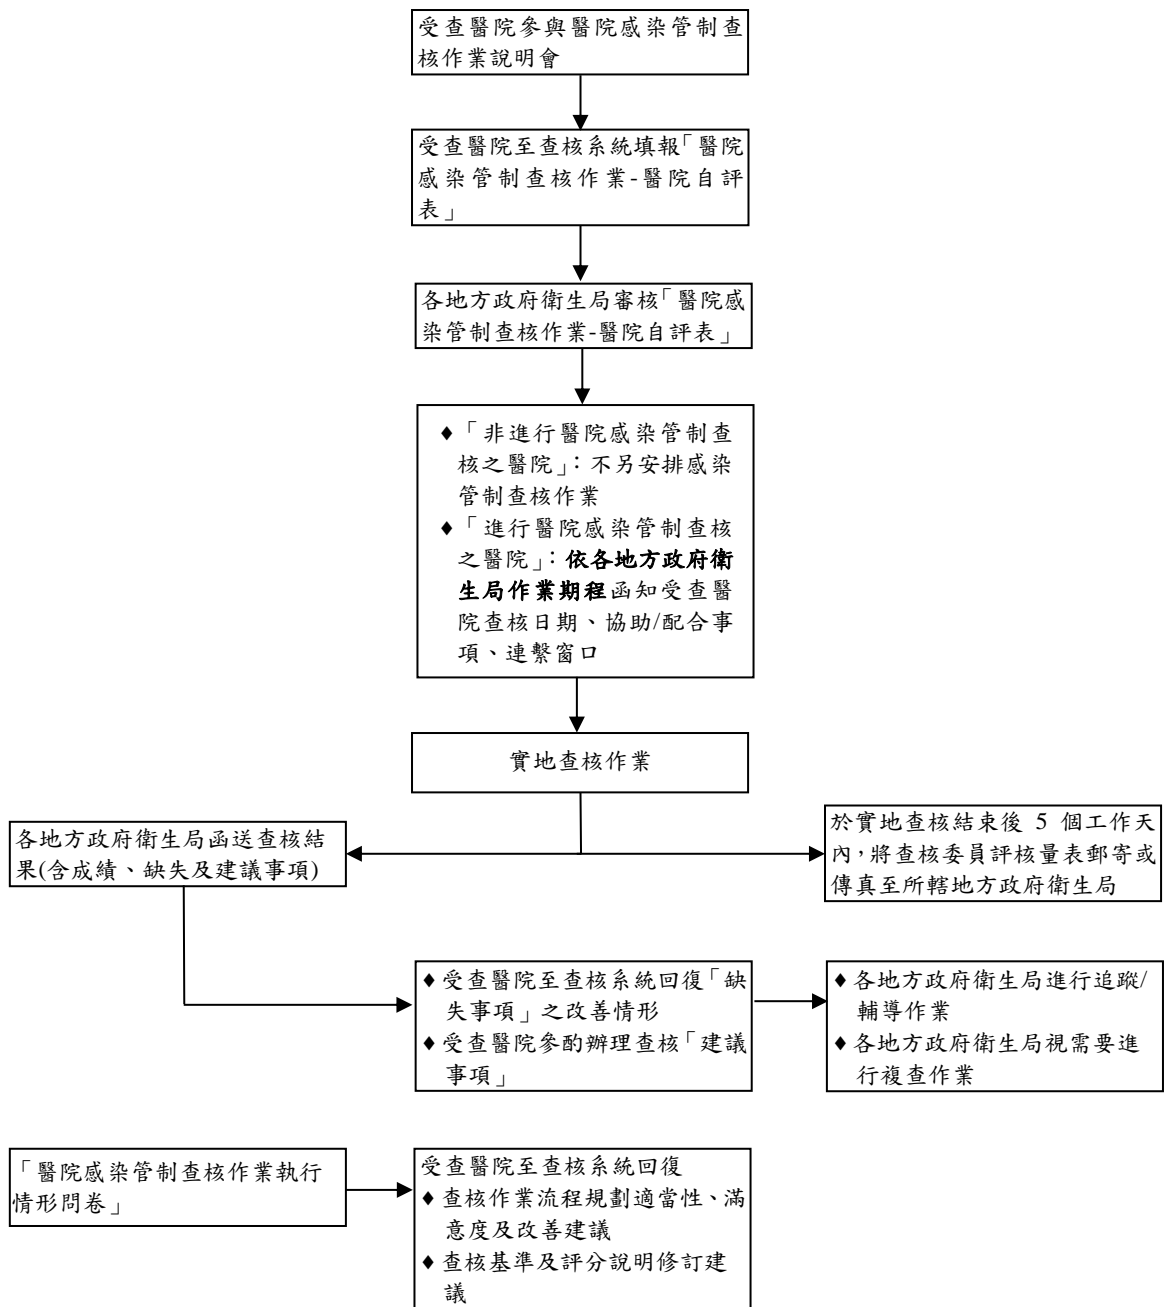 受查醫院參與醫院感染管制查
核作業說明會
受查醫院至查核系統填報「醫院
感染管制查核作業-醫院自評
表」
各地方政府衛生局審核「醫院感
染管制查核作業-醫院自評表」
♦「非進行醫院感染管制查
核之醫院」：不另安排感染
管制查核作業
♦「進行醫院感染管制查核
之醫院」：依各地方政府衛
生局作業期程函知受查醫
院查核日期、協助/配合事
項、連繫窗口
實地查核作業
各地方政府衛生局函送查核結
果(含成績、缺失及建議事項)
於實地查核結束後 5 個工作天
內，將查核委員評核量表郵寄或
傳真至所轄地方政府衛生局
♦受查醫院至查核系統回復「缺
失事項」之改善情形
♦受查醫院參酌辦理查核「建議
事項」
♦各地方政府衛生局進行追蹤/
輔導作業
♦各地方政府衛生局視需要進
行複查作業
「醫院感染管制查核作業執行
情形問卷」
受查醫院至查核系統回復
♦查核作業流程規劃適當性、滿
意度及改善建議
♦查核基準及評分說明修訂建
議